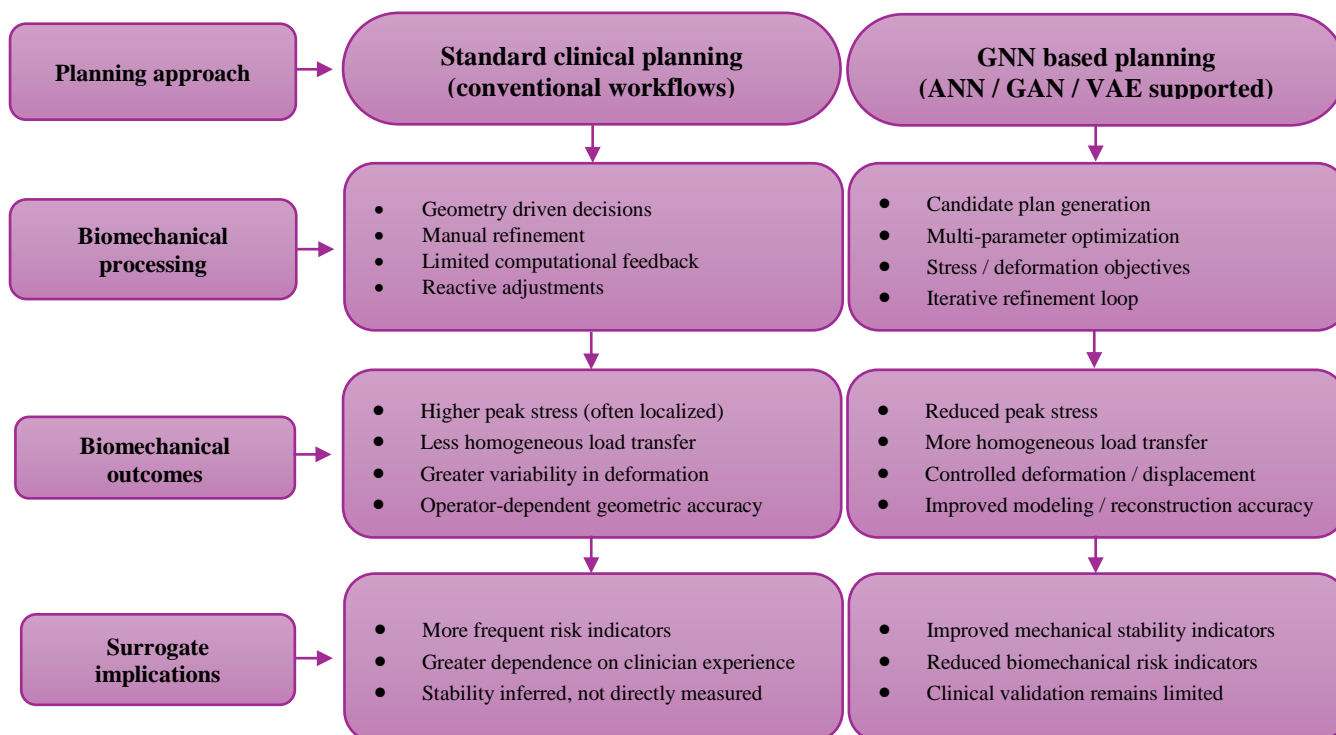 Planning approach
Standard clinical planning
(conventional workflows)
GNN based planning
(ANN / GAN / VAE supported)
Biomechanical
processing
• Geometry driven decisions
• Manual refinement
• Limited computational feedback
• Reactive adjustments
• Candidate plan generation
• Multi-parameter optimization
• Stress / deformation objectives
• Iterative refinement loop
Biomechanical
outcomes
• Higher peak stress (often localized)
• Less homogeneous load transfer
• Greater variability in deformation
• Operator-dependent geometric accuracy
• Reduced peak stress
• More homogeneous load transfer
• Controlled deformation / displacement
• Improved modeling / reconstruction accuracy
Surrogate
implications
• More frequent risk indicators
• Greater dependence on clinician experience
• Stability inferred, not directly measured
• Improved mechanical stability indicators
• Reduced biomechanical risk indicators
• Clinical validation remains limited